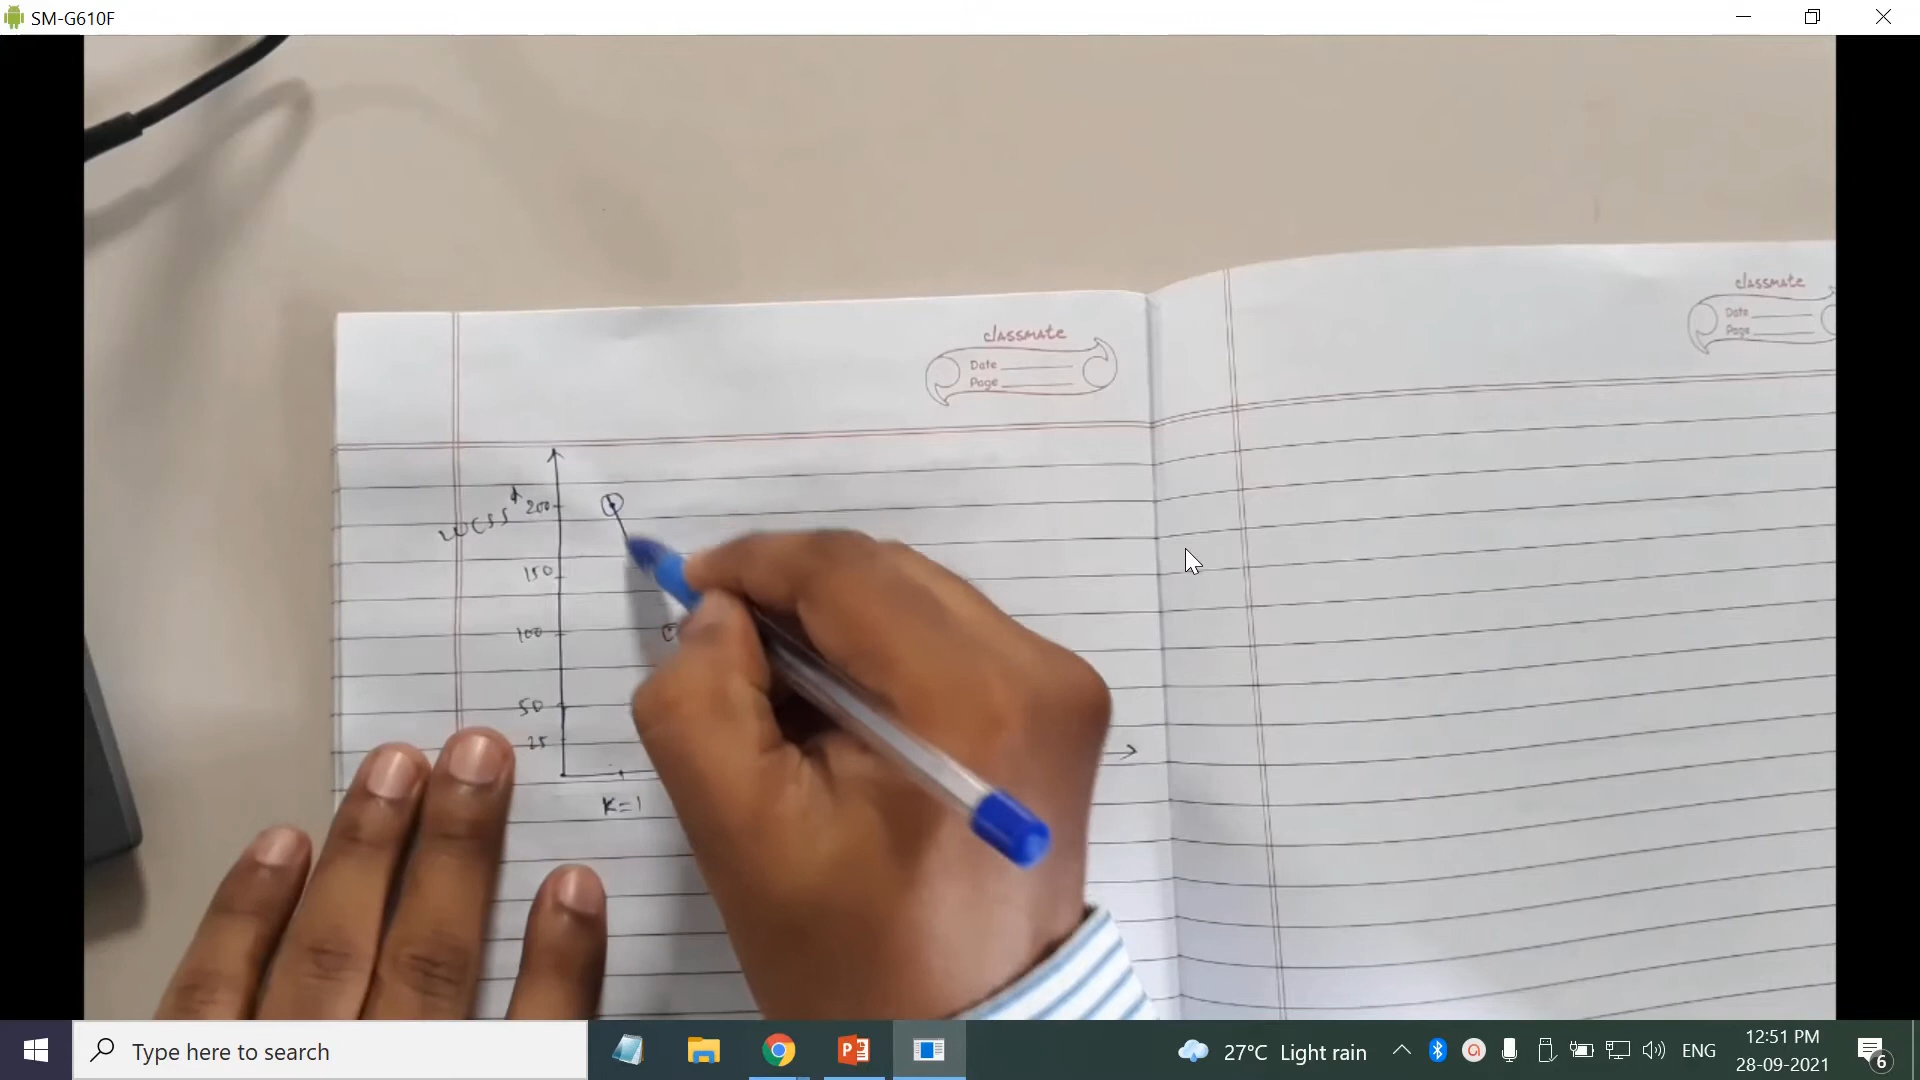 SM-G610F
classmate
Date
Page
classmate
Date
Page
WCSS
200
150
100
50
25
K=1
Type here to search
27°C Light rain
ENG
12:51 PM
28-09-2021
6